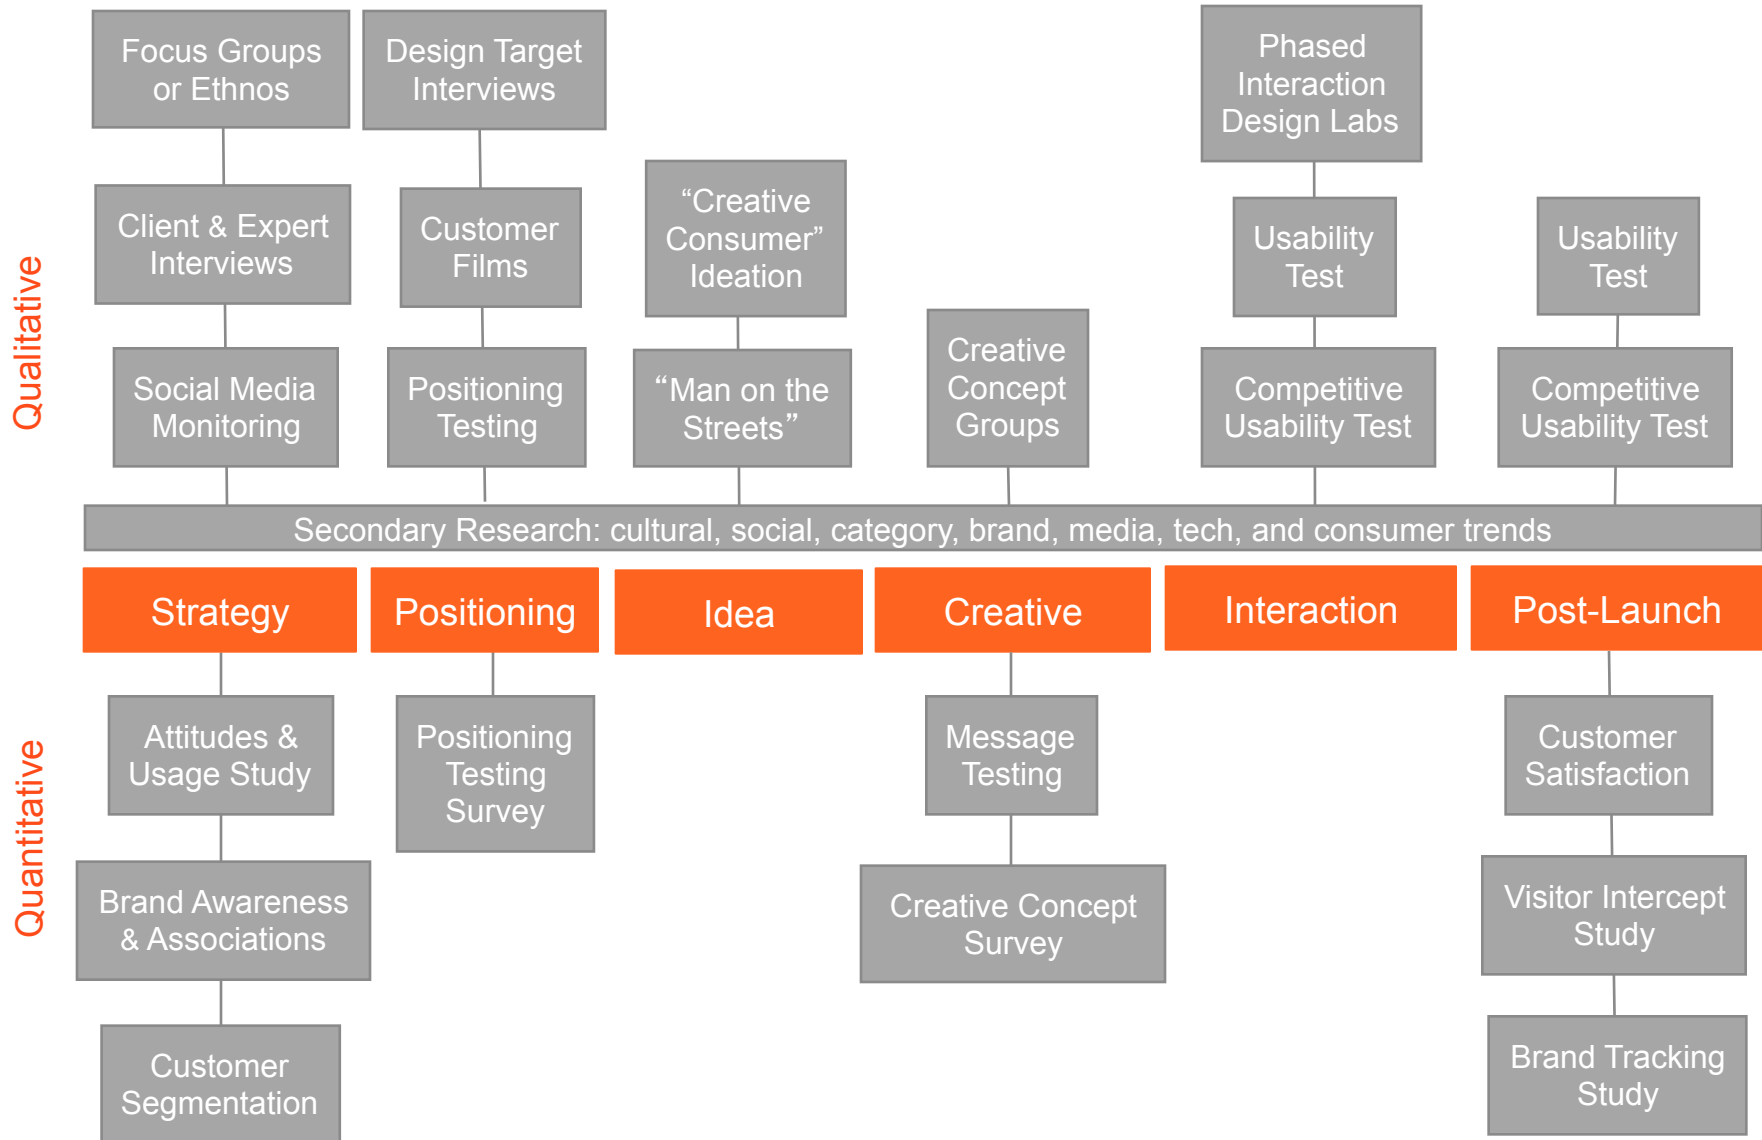 Qualitative
Focus Groups
or Ethnos
Client & Expert
Interviews
Social Media
Monitoring
Design Target
Interviews
Customer
Films
Positioning
Testing
“Creative
Consumer”
Ideation
“Man on the
Streets”
Creative
Concept
Groups
Phased
Interaction
Design Labs
Usability
Test
Competitive
Usability Test
Usability
Test
Competitive
Usability Test
Secondary Research: cultural, social, category, brand, media, tech, and consumer trends
Strategy
Positioning
Idea
Creative
Interaction
Post-Launch
Quantitative
Attitudes &
Usage Study
Brand Awareness
& Associations
Customer
Segmentation
Positioning
Testing
Survey
Message
Testing
Creative Concept
Survey
Customer
Satisfaction
Visitor Intercept
Study
Brand Tracking
Study